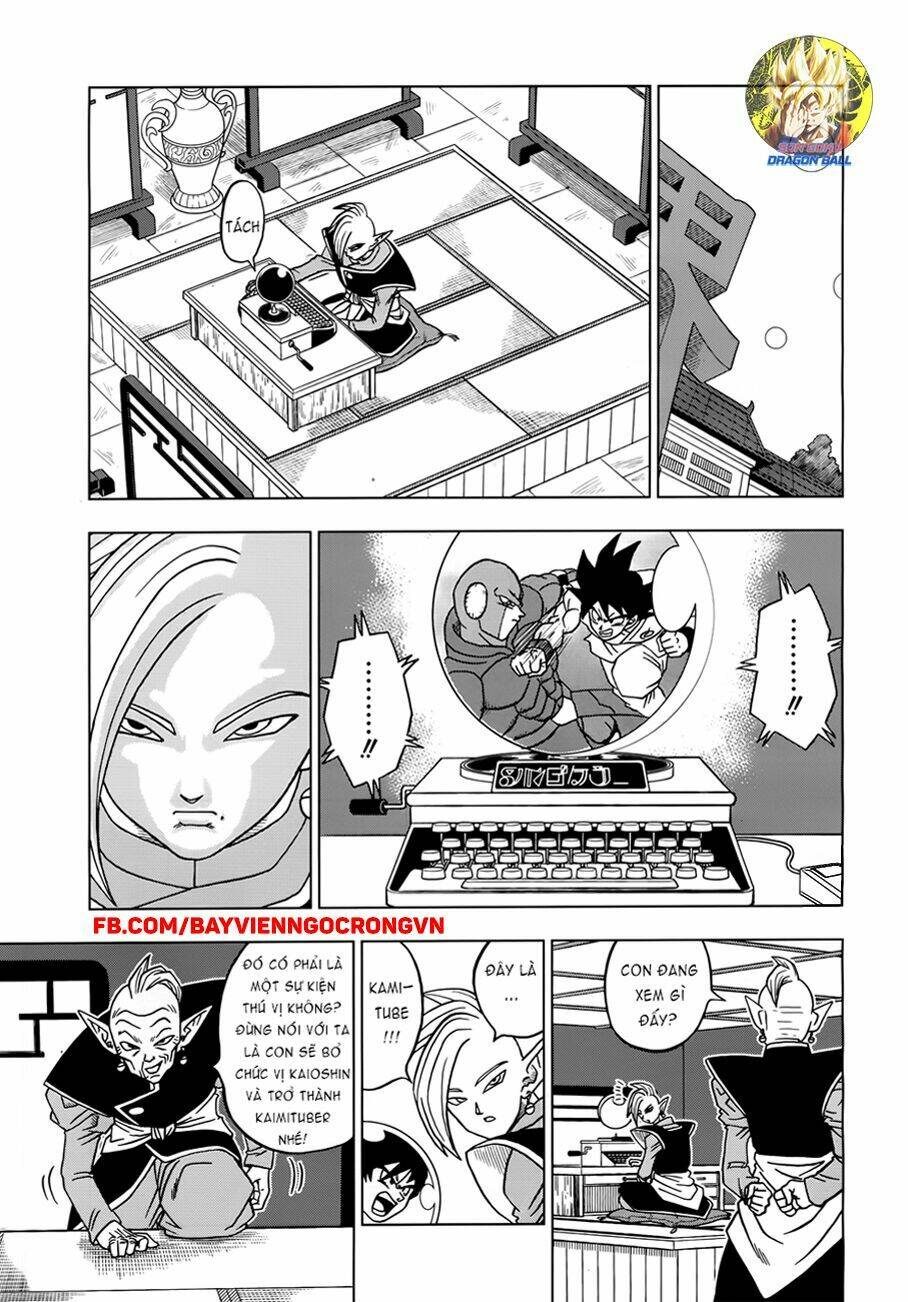 SON GOKU
DRAGON BALL
TÁCH
......!!
......!!
FB.COM/BAYVIENNGOCRONGVN
CON ĐANG
XEM GÌ
ĐẤY?
ĐÂY LÀ
...
KAMI-
TUBE
!!!
ĐÓ CÓ PHẢI LÀ
MỘT SỰ KIỆN
THÚ VỊ KHÔNG?
ĐỪNG NÓI VỚI TA
LÀ CON SẼ BỎ
CHỨC VỊ KAIOSHIN
VÀ TRỞ THÀNH
KAIMITUBER
NHÉ!